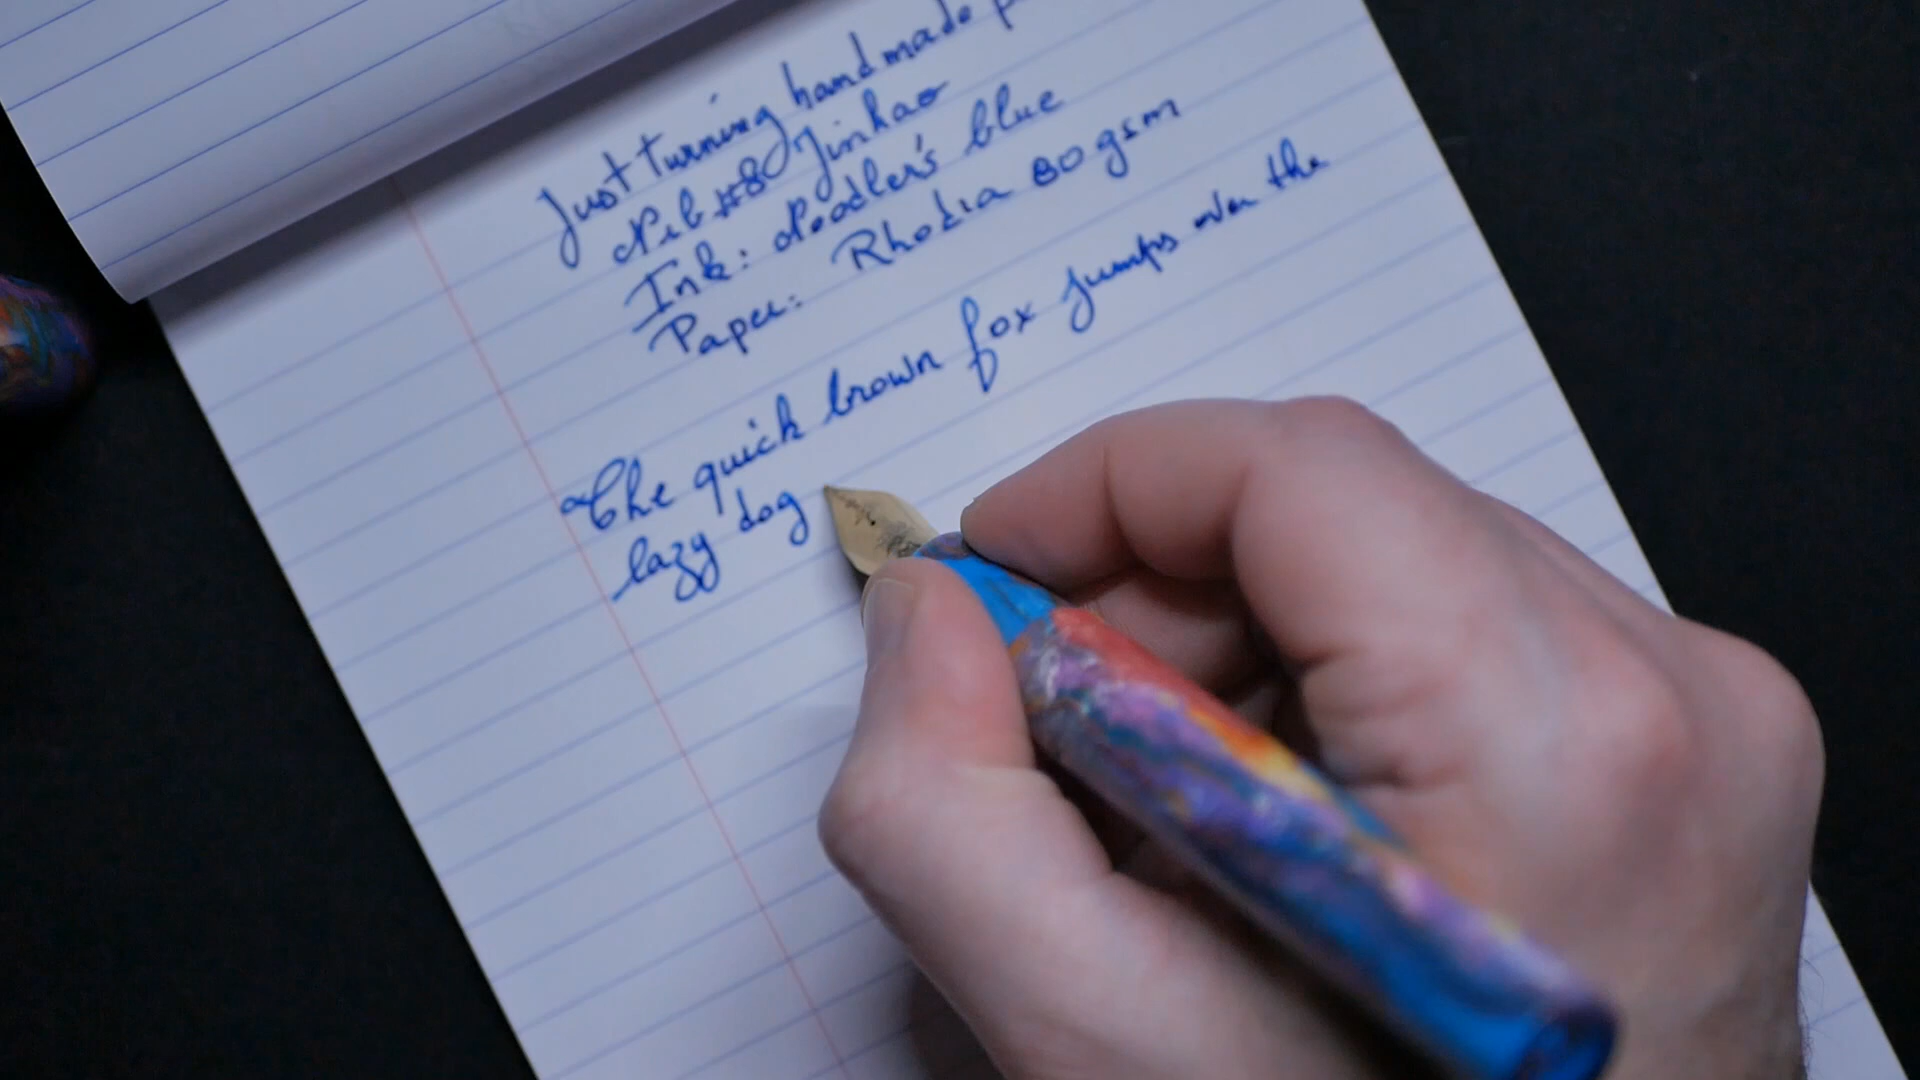 Just turning handmade
Nib #8 Jinhao
Ink: Noodler's blue
Paper: Rhodia 80 gsm
The quick brown fox jumps over the
lazy dog